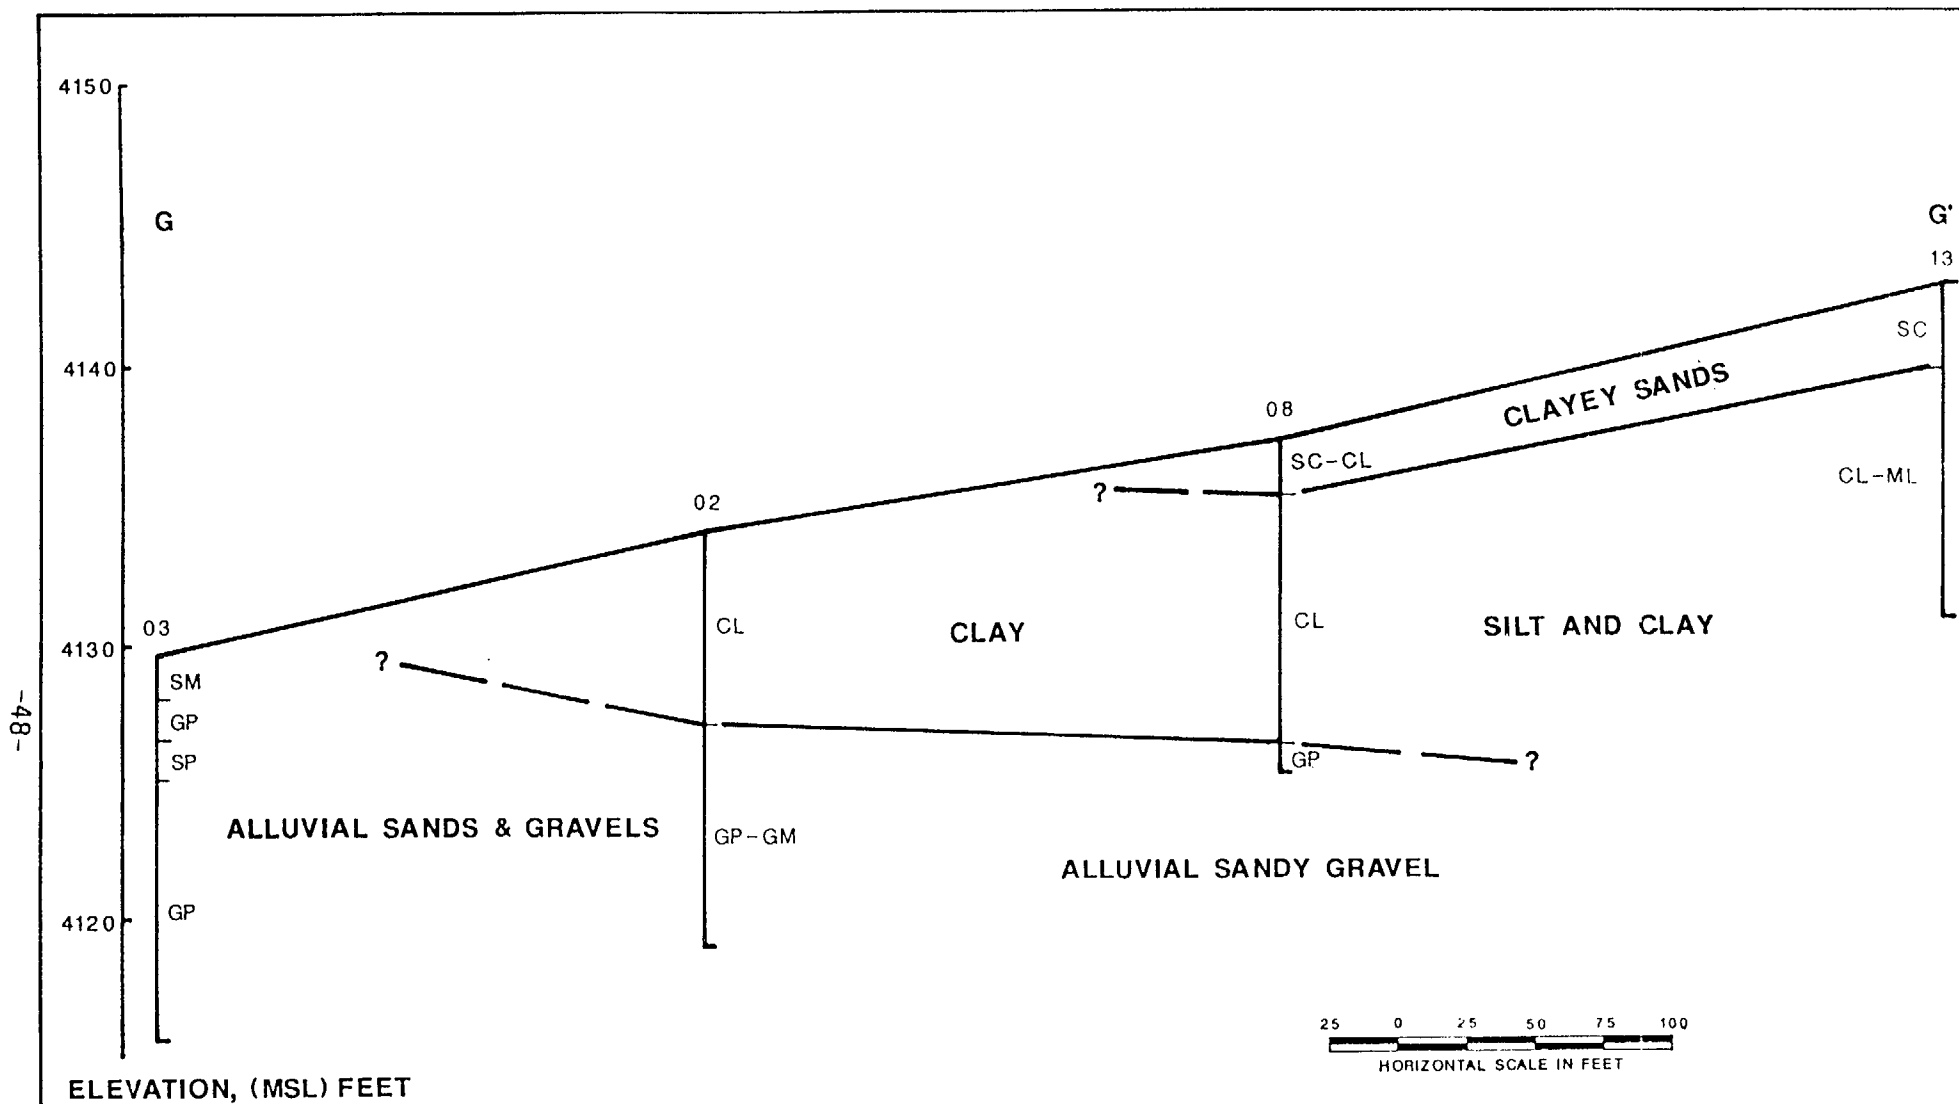 4150
G
G'
13
SC
4140
CLAYEY SANDS
08
SC-CL
CL-ML
?
02
CL
CLAY
CL
SILT AND CLAY
03
4130
?
SM
GP
SP
GP
?
-48-
ALLUVIAL SANDS & GRAVELS
GP-GM
ALLUVIAL SANDY GRAVEL
GP
4120
25 0 25 50 75 100
HORIZONTAL SCALE IN FEET
ELEVATION, (MSL) FEET